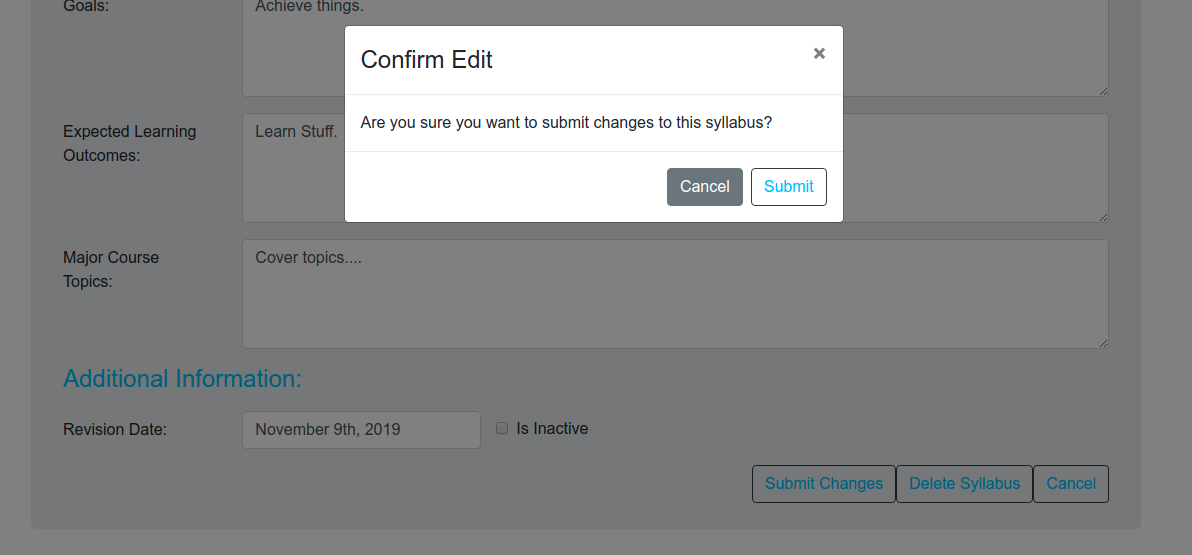 Goals:
Achieve things.
Confirm Edit
×
Are you sure you want to submit changes to this syllabus?
Cancel
Submit
Expected Learning
Outcomes:
Learn Stuff.
Major Course
Topics:
Cover topics....
Additional Information:
Revision Date:
November 9th, 2019
Is Inactive
Submit Changes
Delete Syllabus
Cancel